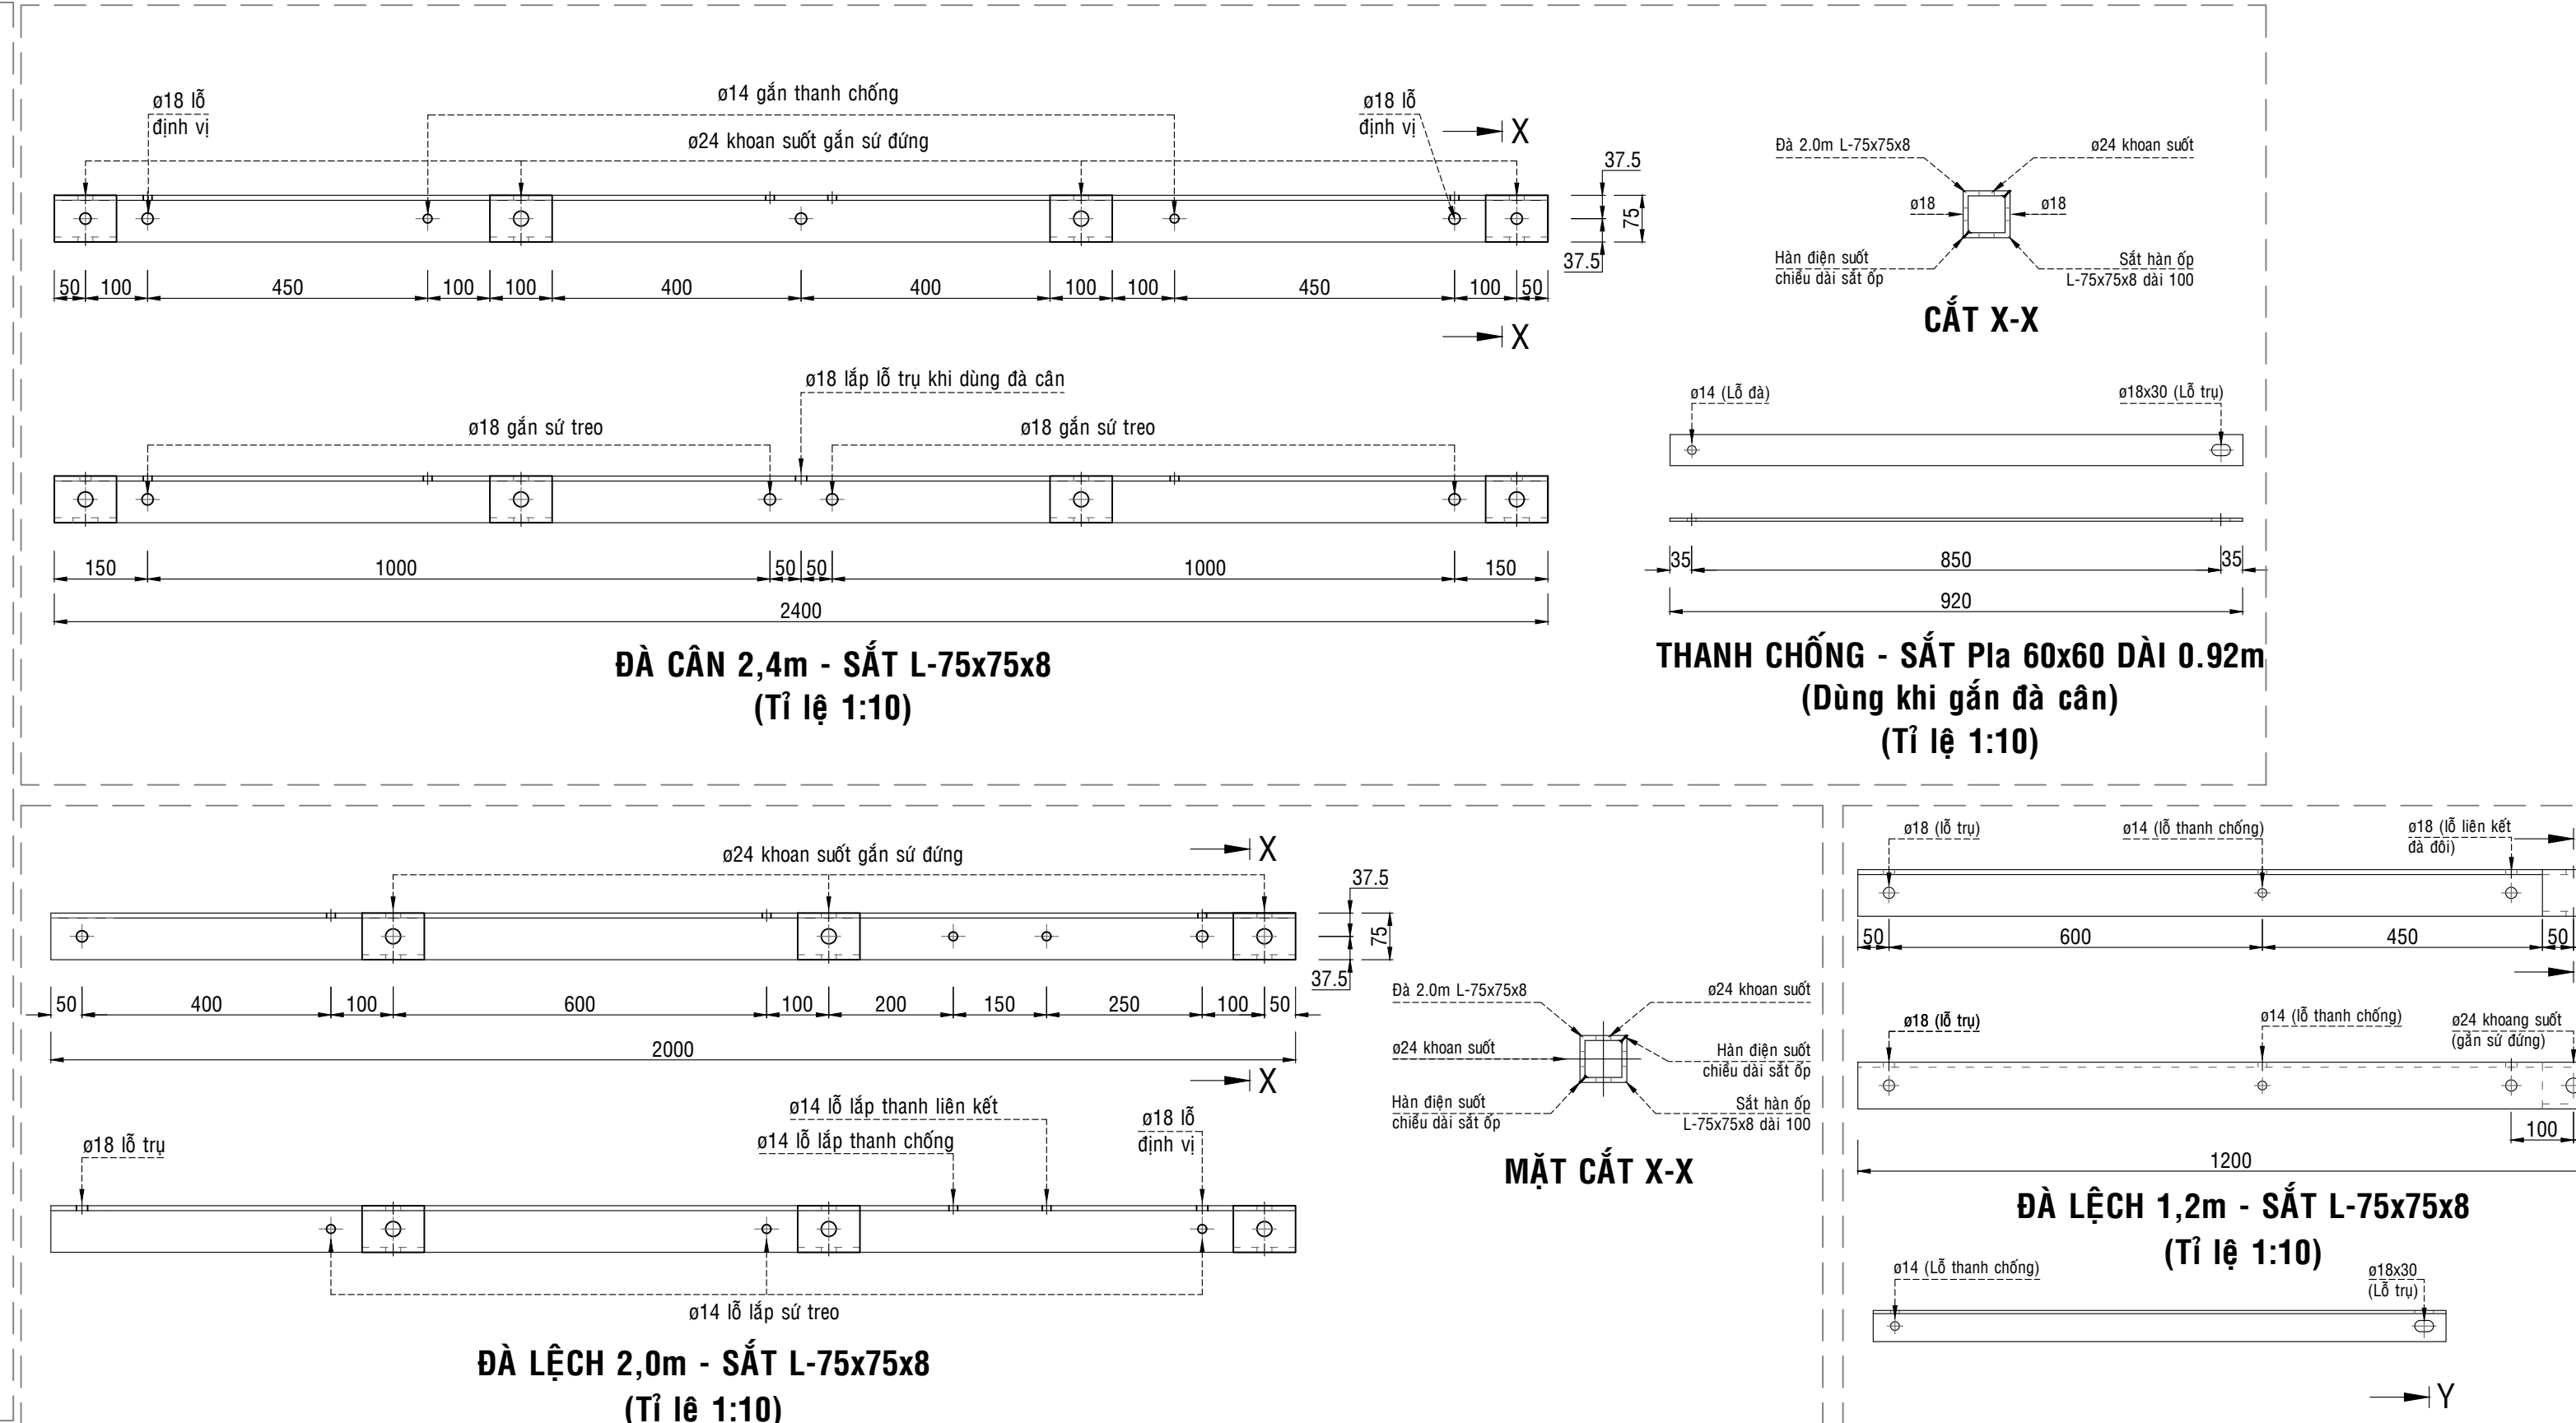 ø18 lỗ
định vị
ø14 gắn thanh chống
ø24 khoan suốt gắn sứ đứng
ø18 lỗ
định vị
X
37.5
75
37.5
50 100 450 100 100 400 400 100 100 450 100 50
X
ø18 lắp lỗ trụ khi dùng đà cân
ø18 gắn sứ treo
ø18 gắn sứ treo
150 1000 50 50 1000 150
2400
ĐÀ CÂN 2,4m - SẮT L-75x75x8
(Tỉ lệ 1:10)
Đà 2.0m L-75x75x8
ø24 khoan suốt
ø18
ø18
Hàn điện suốt
chiều dài sắt ốp
Sắt hàn ốp
L-75x75x8 dài 100
CẮT X-X
ø14 (Lỗ đà)
ø18x30 (Lỗ trụ)
35 850 35
920
THANH CHỐNG - SẮT Pla 60x60 DÀI 0.92m
(Dùng khi gắn đà cân)
(Tỉ lệ 1:10)
ø24 khoan suốt gắn sứ đứng
X
37.5
75
37.5
50 400 100 600 100 200 150 250 100 50
2000
X
ø14 lỗ lắp thanh liên kết
ø14 lỗ lắp thanh chống
ø18 lỗ
định vị
ø18 lỗ trụ
ø14 lỗ lắp sứ treo
ĐÀ LỆCH 2,0m - SẮT L-75x75x8
(Tỉ lệ 1:10)
Đà 2.0m L-75x75x8
ø24 khoan suốt
ø24 khoan suốt
Hàn điện suốt
chiều dài sắt ốp
Hàn điện suốt
chiều dài sắt ốp
Sắt hàn ốp
L-75x75x8 dài 100
MẶT CẮT X-X
ø18 (lỗ trụ)
ø14 (lỗ thanh chống)
ø18 (lỗ liên kết
đà đôi)
50 600 450 50
ø18 (lỗ trụ)
ø14 (lỗ thanh chống)
ø24 khoang suốt
(gắn sứ đứng)
100
1200
ĐÀ LỆCH 1,2m - SẮT L-75x75x8
(Tỉ lệ 1:10)
ø14 (Lỗ thanh chống)
ø18x30
(Lỗ trụ)
Y